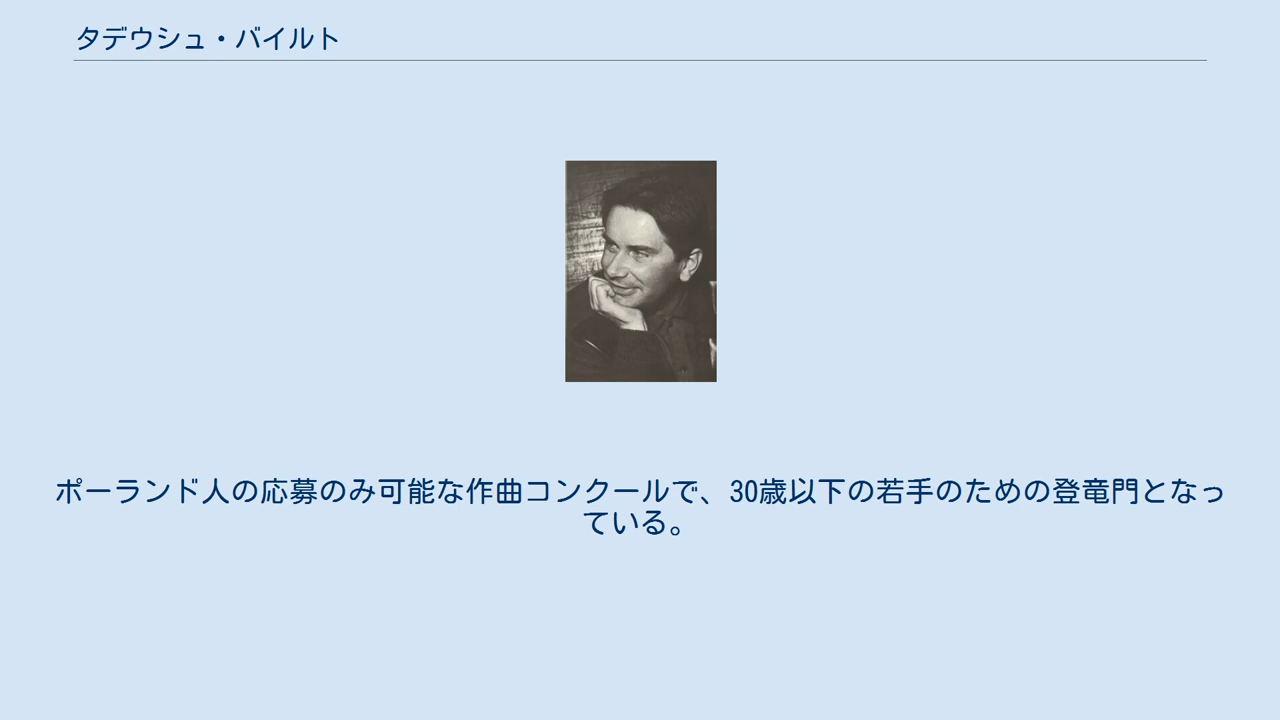 タデウシュ・バイルト
ポーランド人の応募のみ可能な作曲コンクールで、30歳以下の若手のための登竜門となっ
ている。